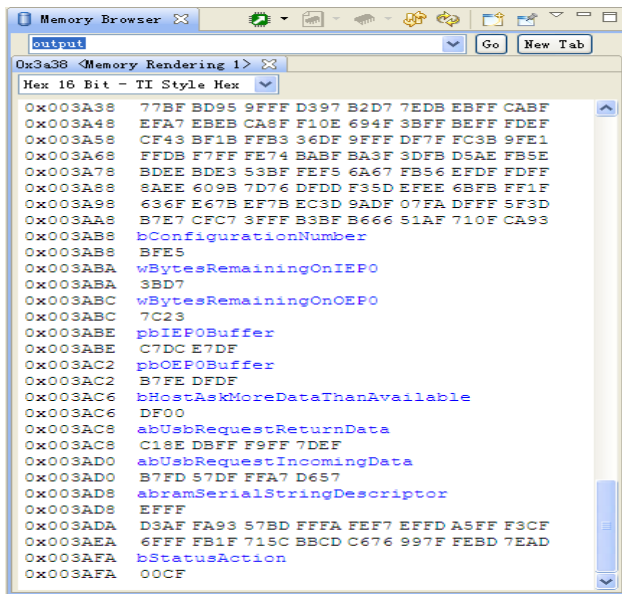 Memory Browser
output
Go
New Tab
0x3a38 <Memory Rendering 1>
Hex 16 Bit - TI Style Hex
0x003A38 77BF BD95 9FFF D397 B2D7 7EDB EBFF CABF
0x003A48 EFA7 EBEB CA8F F10E 694F 3BFF BEFF FDEF
0x003A58 CF43 BF1B FFB3 36DF 9FFF DF7F FC3B 9FE1
0x003A68 FFDB F7FF FE74 BABF BA3F 3DFB D5AE FB5E
0x003A78 BDEE BDE3 53BF FEF5 6A67 FB56 EFDF FDFF
0x003A88 8AEE 609B 7D76 DFDD F35D EFEE 6BFB FF1F
0x003A98 636F E67B EF7B EC3D 9ADF 07FA DFFF 5F3D
0x003AA8 B7E7 CFC7 3FFF B3BF B666 51AF 710F CA93
0x003AB8 bConfigurationNumber
0x003AB8 BFE5
0x003ABA wBytesRemainingOnIEP0
0x003ABA 3BD7
0x003ABC wBytesRemainingOnOEP0
0x003ABC 7C23
0x003ABE pbIEP0Buffer
0x003ABE C7DC E7DF
0x003AC2 pbOEP0Buffer
0x003AC2 B7FE DFDF
0x003AC6 bHostAskMoreDataThanAvailable
0x003AC6 DF00
0x003AC8 abUsbRequestReturnData
0x003AC8 C18E DBFF F9FF 7DEF
0x003AD0 abUsbRequestIncomingData
0x003AD0 B7FD 57DF FFA7 D657
0x003AD8 abramSerialStringDescriptor
0x003AD8 EFFF
0x003ADA D3AF FA93 57BD FFFA FEF7 EFFD A5FF F3CF
0x003AEA 6FFF FB1F 715C BBCD C676 997F FEBD 7EAD
0x003AFA bStatusAction
0x003AFA 00CF